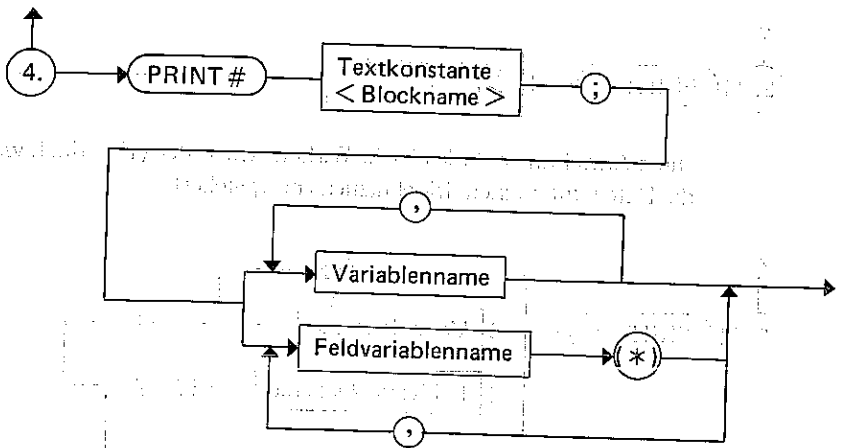 4.
PRINT #
Textkonstante
< Blockname >
;
,
Variablenname
Feldvariablenname
( * )
,